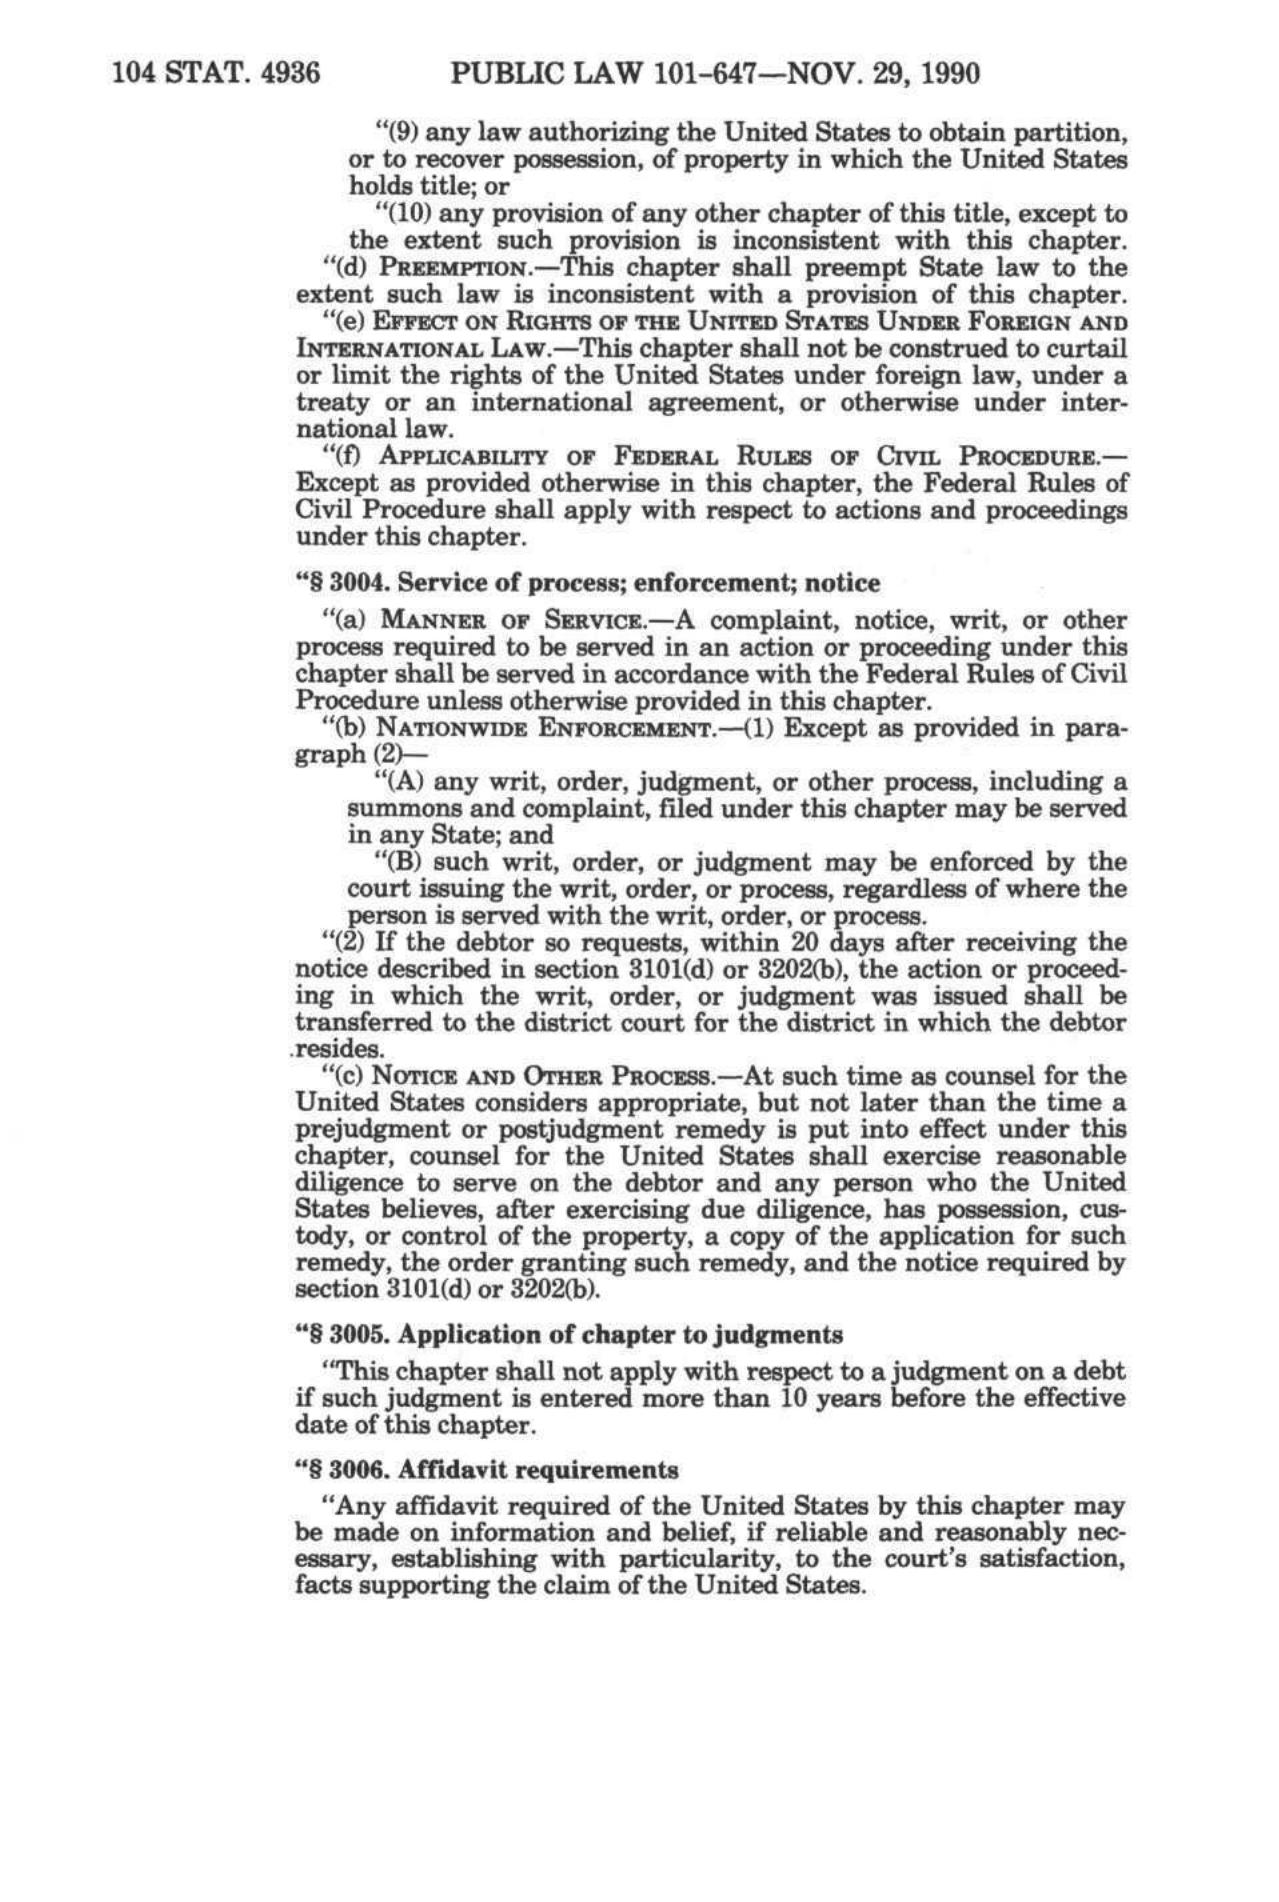 104 STAT. 4936 PUBLIC LAW 101-647—NOV. 29, 1990
"(9) any law authorizing the United States to obtain partition,
or to recover possession, of property in which the United States
holds title; or
"(10) any provision of any other chapter of this title, except to
the extent such provision is inconsistent with this chapter.
"(d) PREEMPTION.—This chapter shall preempt State law to the
extent such law is inconsistent with a provision of this chapter.
"(e) EFFECT ON RIGHTS OF THE UNITED STATES UNDER FOREIGN AND
INTERNATIONAL LAW.—This chapter shall not be construed to curtail
or limit the rights of the United States under foreign law, under a
treaty or an international agreement, or otherwise under inter-
national law.
"(f) APPLICABILITY OF FEDERAL RULES OF CIVIL PROCEDURE.—
Except as provided otherwise in this chapter, the Federal Rules of
Civil Procedure shall apply with respect to actions and proceedings
under this chapter.
"§ 3004. Service of process; enforcement; notice
"(a) MANNER OF SERVICE.—A complaint, notice, writ, or other
process required to be served in an action or proceeding under this
chapter shall be served in accordance with the Federal Rules of Civil
Procedure unless otherwise provided in this chapter.
"(b) NATIONWIDE ENFORCEMENT.—(1) Except as provided in para-
graph (2)—
"(A) any writ, order, judgment, or other process, including a
summons and complaint, filed under this chapter may be served
in any State; and
"(B) such writ, order, or judgment may be enforced by the
court issuing the writ, order, or process, regardless of where the
person is served with the writ, order, or process.
"(2) If the debtor so requests, within 20 days after receiving the
notice described in section 3101(d) or 3202(b), the action or proceed-
ing in which the writ, order, or judgment was issued shall be
transferred to the district court for the district in which the debtor
resides.
"(c) NOTICE AND OTHER PROCESS.—At such time as counsel for the
United States considers appropriate, but not later than the time a
prejudgment or postjudgment remedy is put into effect under this
chapter, counsel for the United States shall exercise reasonable
diligence to serve on the debtor and any person who the United
States believes, after exercising due diligence, has possession, cus-
tody, or control of the property, a copy of the application for such
remedy, the order granting such remedy, and the notice required by
section 3101(d) or 3202(b).
"§ 3005. Application of chapter to judgments
"This chapter shall not apply with respect to a judgment on a debt
if such judgment is entered more than 10 years before the effective
date of this chapter.
"§ 3006. Affidavit requirements
"Any affidavit required of the United States by this chapter may
be made on information and belief, if reliable and reasonably nec-
essary, establishing with particularity, to the court's satisfaction,
facts supporting the claim of the United States.